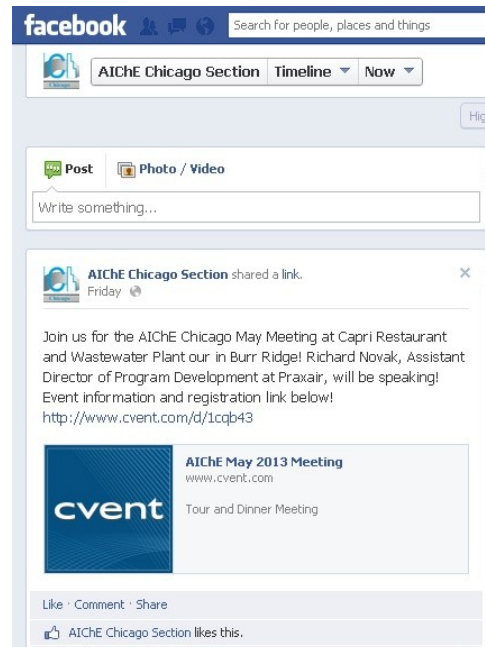 facebook Search for people, places and things
Chicago AIChE Chicago Section Timeline Now
Hig
Post Photo / Video
Write something...
AIChE Chicago Section shared a link.
Chicago Friday
Join us for the AIChE Chicago May Meeting at Capri Restaurant
and Wastewater Plant our in Burr Ridge! Richard Novak, Assistant
Director of Program Development at Praxair, will be speaking!
Event information and registration link below!
http://www.cvent.com/d/1cqb43
AIChE May 2013 Meeting
www.cvent.com
cvent
Tour and Dinner Meeting
Like · Comment · Share
AIChE Chicago Section likes this.